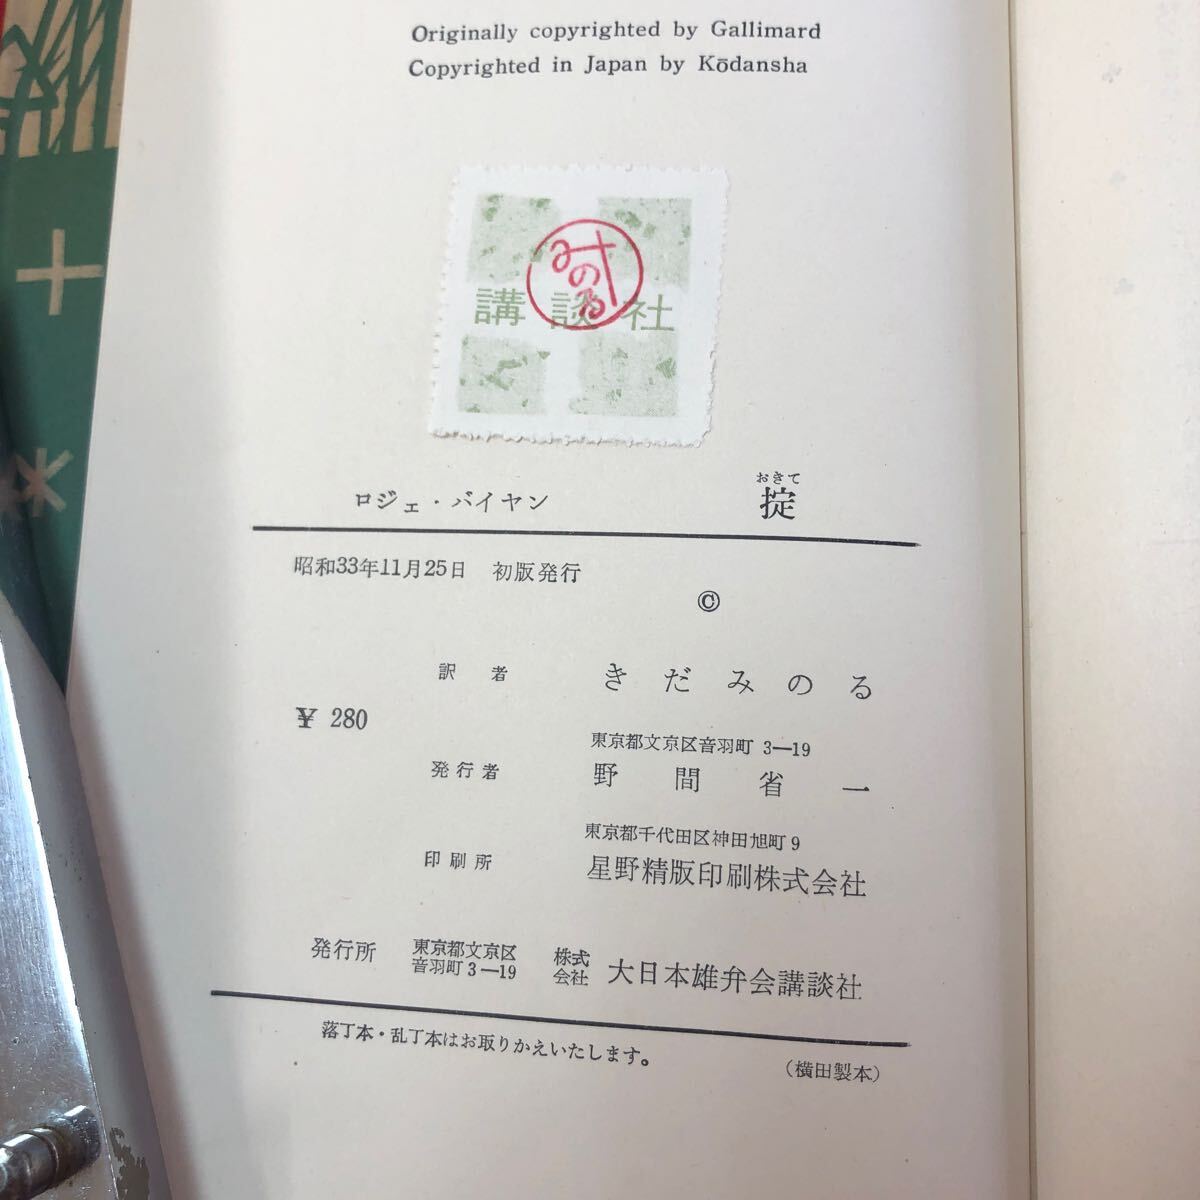 Originally copyrighted by Gallimard
Copyrighted in Japan by Kōdansha
みのる
講談社
おきて
ロジェ・バイヤン 掟
昭和33年11月25日 初版発行
©
訳者 きだみのる
¥ 280
東京都文京区音羽町 3—19
発行者 野間省一
東京都千代田区神田旭町 9
印刷所 星野精版印刷株式会社
発行所 東京都文京区音羽町 3—19 株式会社 大日本雄弁会講談社
落丁本・乱丁本はお取りかえいたします。
(横田製本)